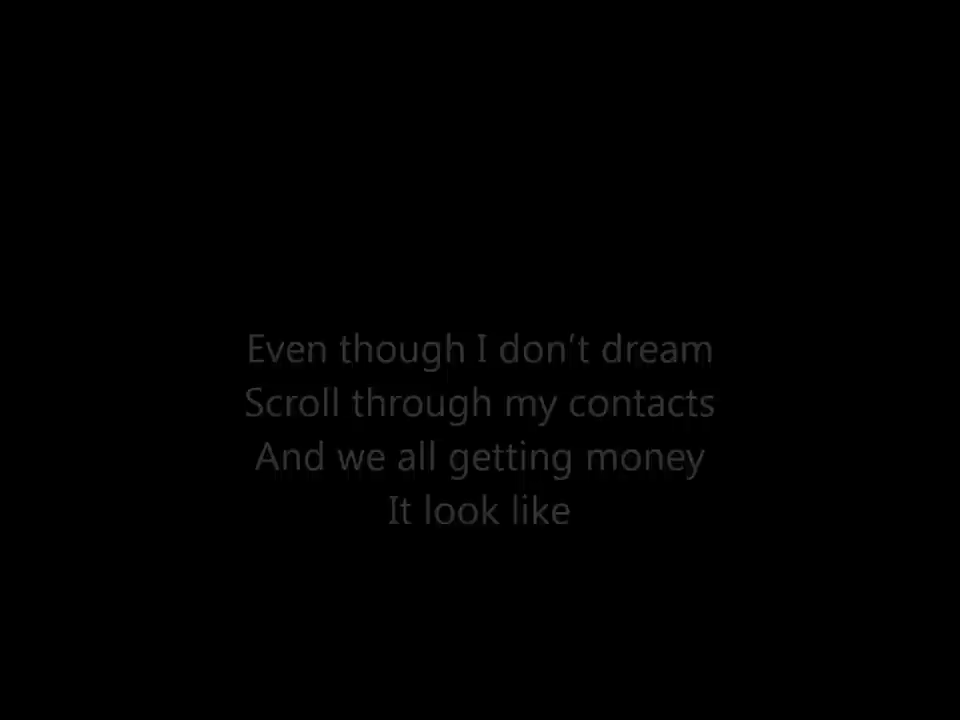 Even though I don't dream
Scroll through my contacts
And we all getting money
It look like